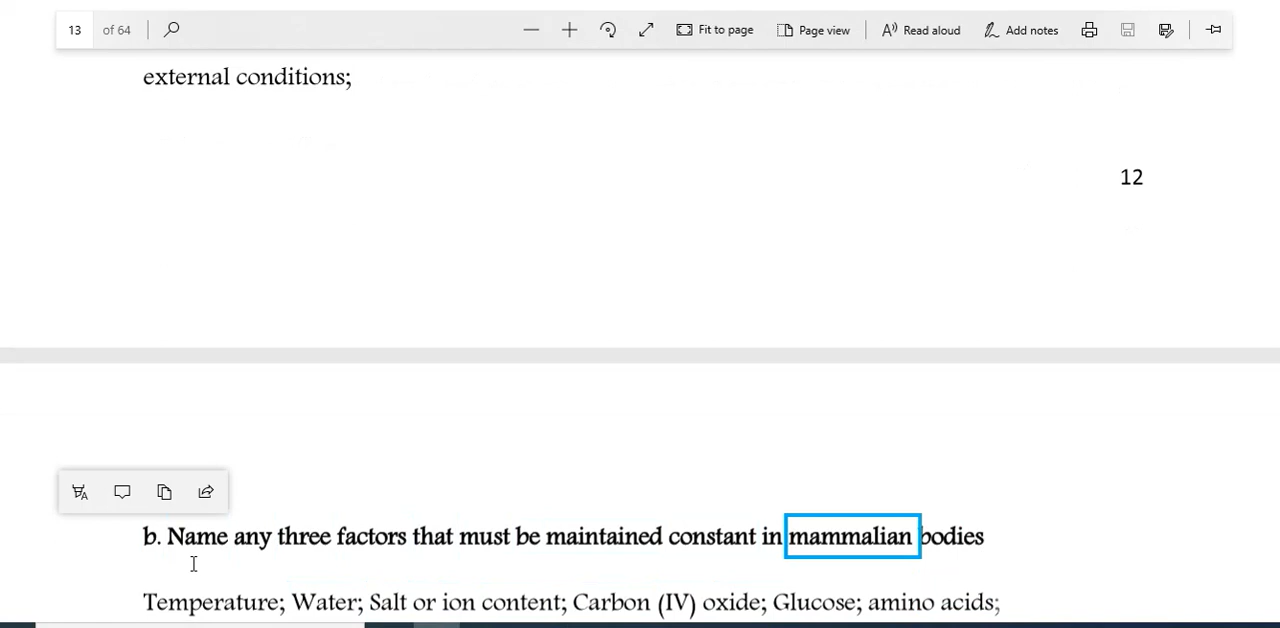 13 of 64 Fit to page Page view Read aloud Add notes
external conditions;
12
b. Name any three factors that must be maintained constant in mammalian bodies
Temperature; Water; Salt or ion content; Carbon (IV) oxide; Glucose; amino acids;